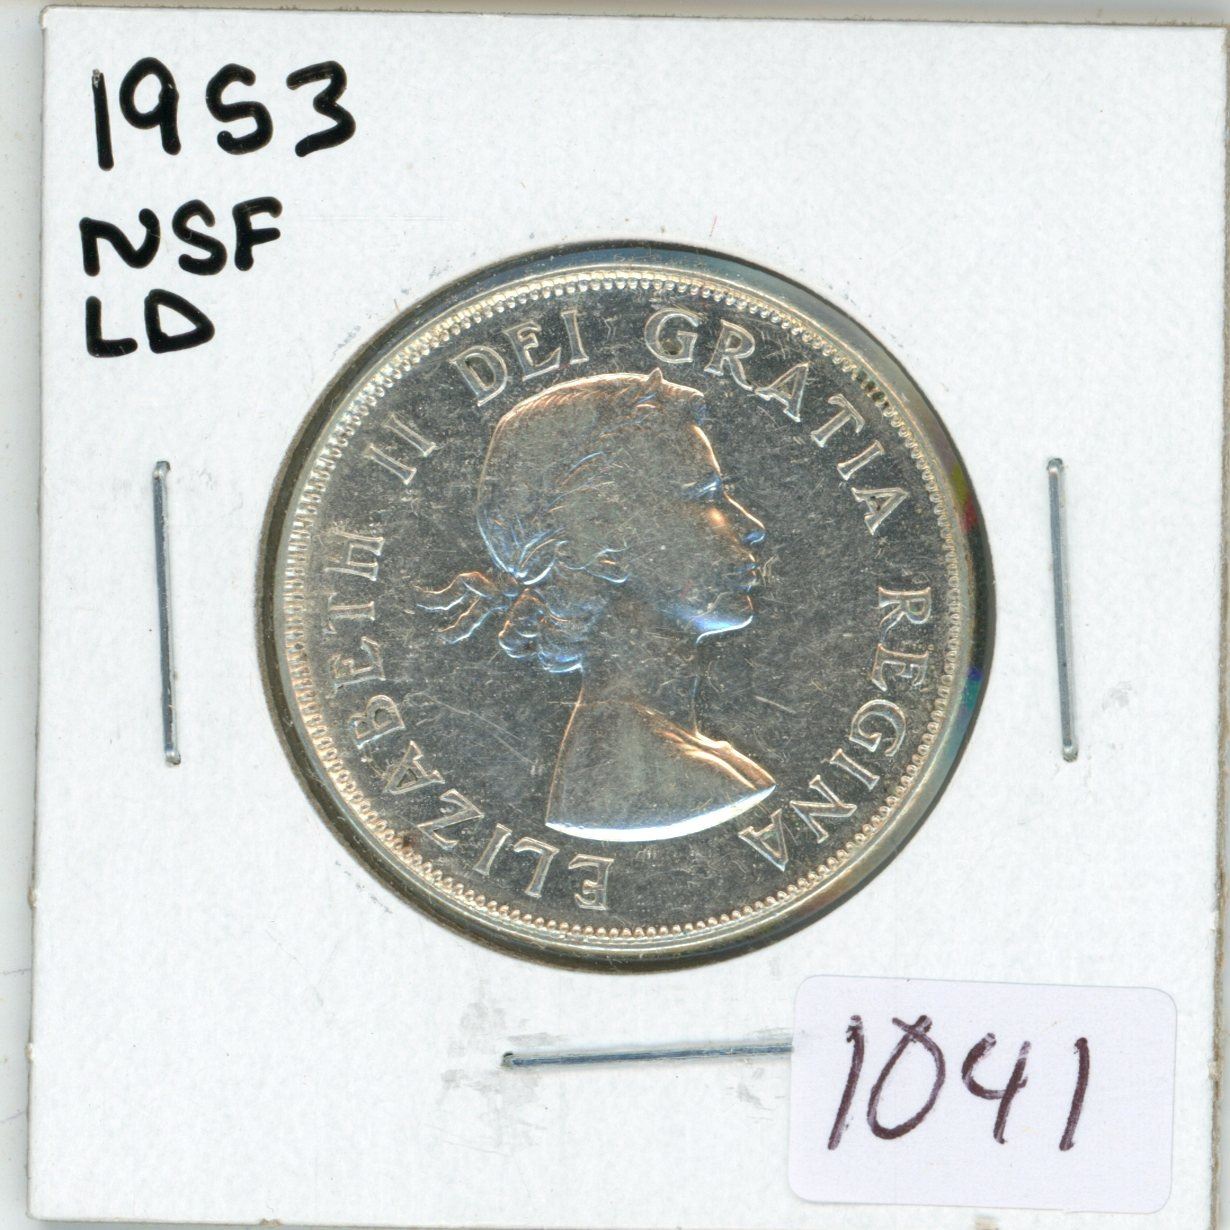 1953
NSF
LD
ELIZABETH II DEI GRATIA REGINA
1041